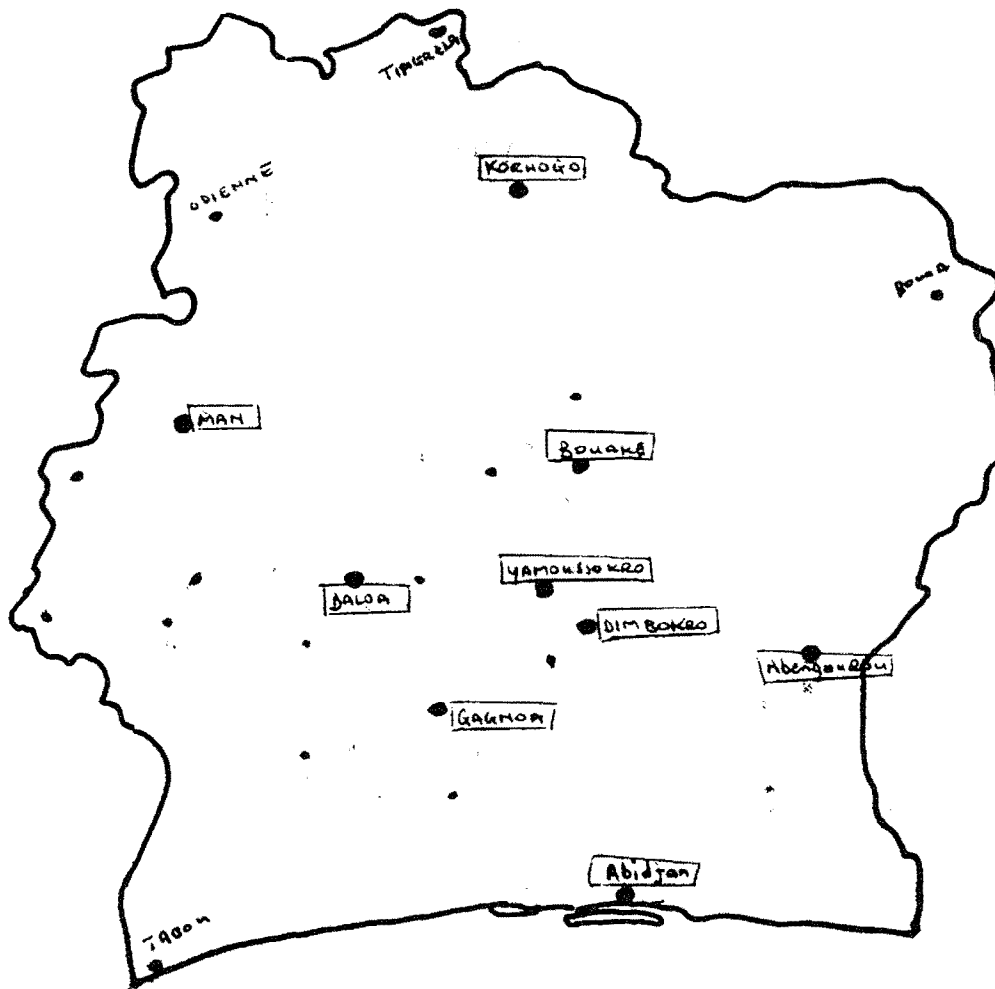 TINGRELA
KORHOGO
ODIENNE
BOUNA
MAN
BOUAKE
YAMOUSSOKRO
DALOA
DIMBOKRO
Abengourou
GAGNOA
Abidjan
TABOU